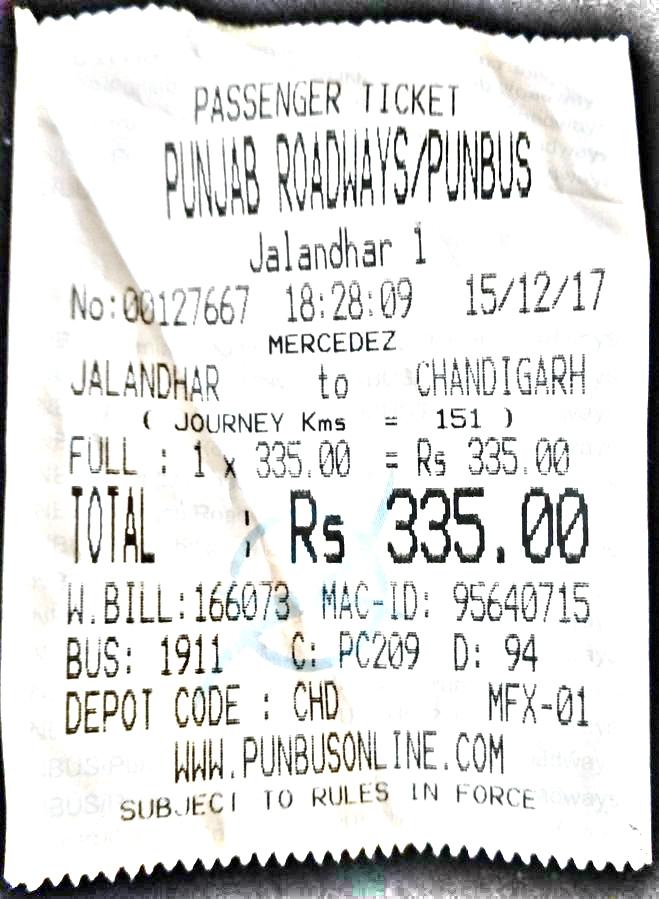 PASSENGER TICKET
PUNJAB ROADWAYS/PUNBUS
Jalandhar 1
No:00127667 18:28:09 15/12/17
MERCEDEZ
JALANDHAR to CHANDIGARH
( JOURNEY Kms = 151 )
FULL : 1 x 335.00 = Rs 335.00
TOTAL : Rs 335.00
W.BILL:166073 MAC-ID: 95640715
BUS: 1911 C: PC209 D: 94
DEPOT CODE : CHD MFX-01
WWW.PUNBUSONLINE.COM
SUBJECT TO RULES IN FORCE